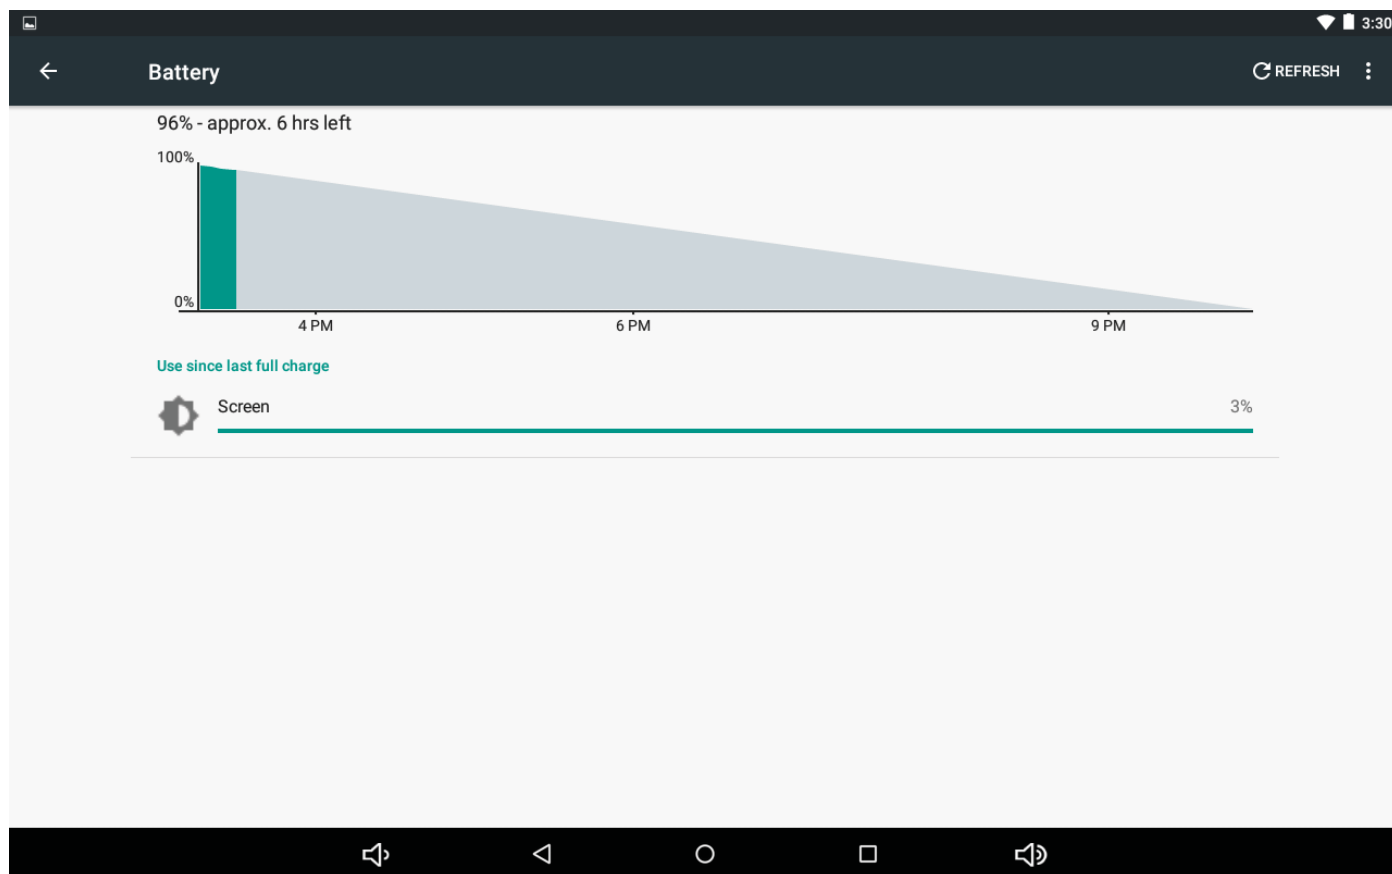 3:30
Battery
REFRESH
96% - approx. 6 hrs left
100%
0%
4 PM 6 PM 9 PM
Use since last full charge
Screen 3%